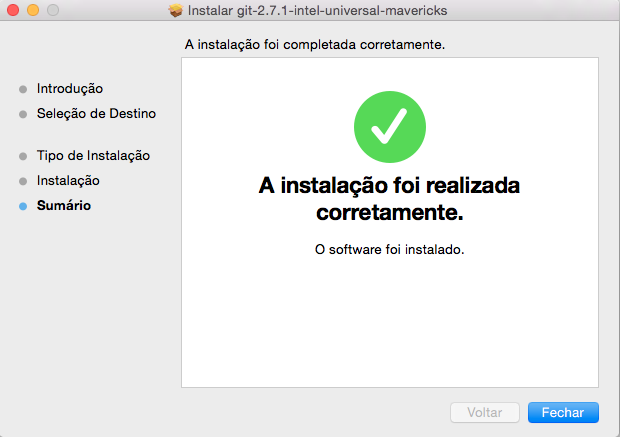 Instalar git-2.7.1-intel-universal-mavericks
A instalação foi completada corretamente.
Introdução
Seleção de Destino
Tipo de Instalação
Instalação
Sumário
A instalação foi realizada
corretamente.
O software foi instalado.
Voltar
Fechar